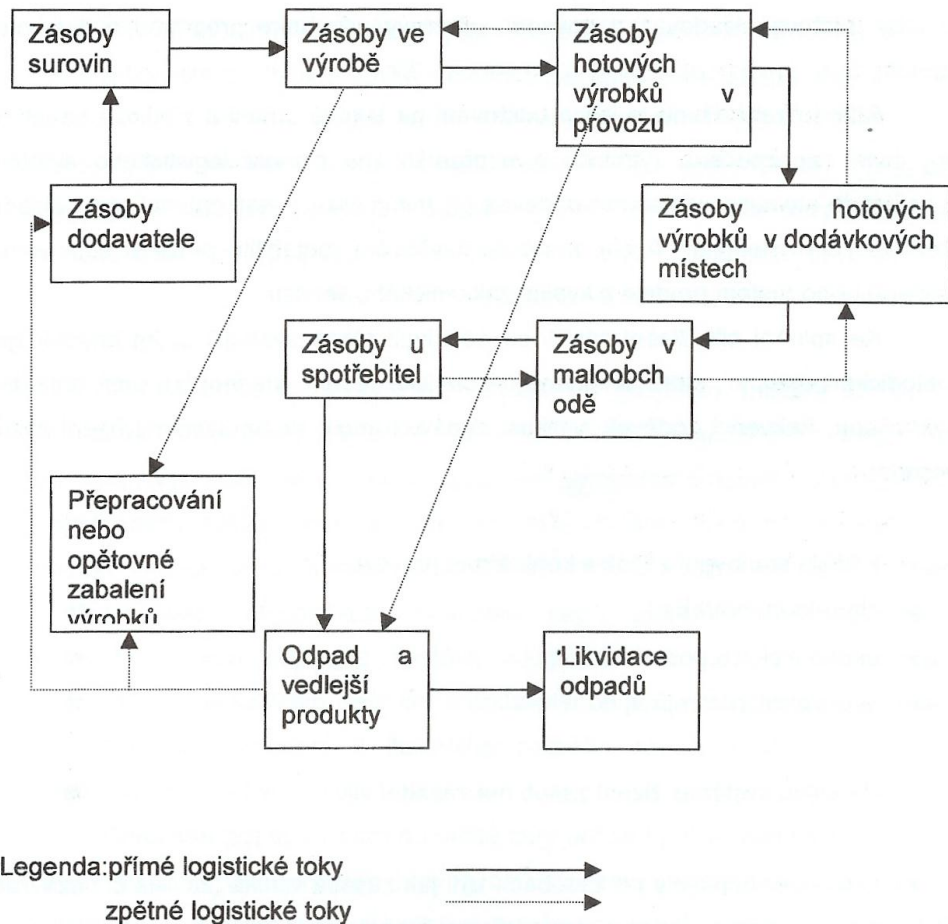 Zásoby
surovin
Zásoby ve
výrobě
Zásoby
hotových
výrobků v
provozu
Zásoby
dodavatele
Zásoby hotových
výrobků v dodávkových
místech
Zásoby u
spotřebitel
Zásoby v
maloobch
odě
Přepracování
nebo
opětovné
zabalení
výrobků
Odpad a
vedlejší
produkty
Likvidace
odpadů
Legenda:přímé logistické toky
zpětné logistické toky